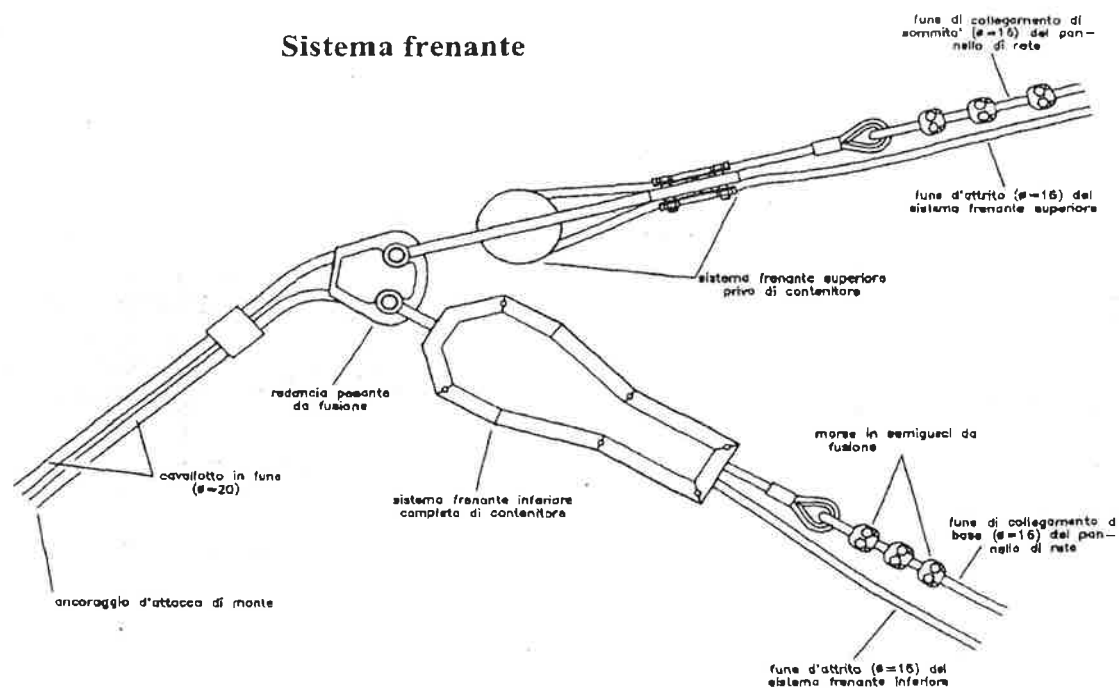 Sistema frenante
fune di collegamento di
sommita' (ø=16) del pan-
nello di rete
fune d'attrito (ø=16) del
sistema frenante superiore
sistema frenante superiore
privo di contenitore
redancia pesante
da fusione
morse in semigusci da
fusione
cavallotto in fune
(ø=20)
sistema frenante inferiore
completo di contenitore
fune di collegamento d
base (ø=16) del pan-
nello di rete
ancoraggio d'attacco di monte
fune d'attrito (ø=16) del
sistema frenante inferiore